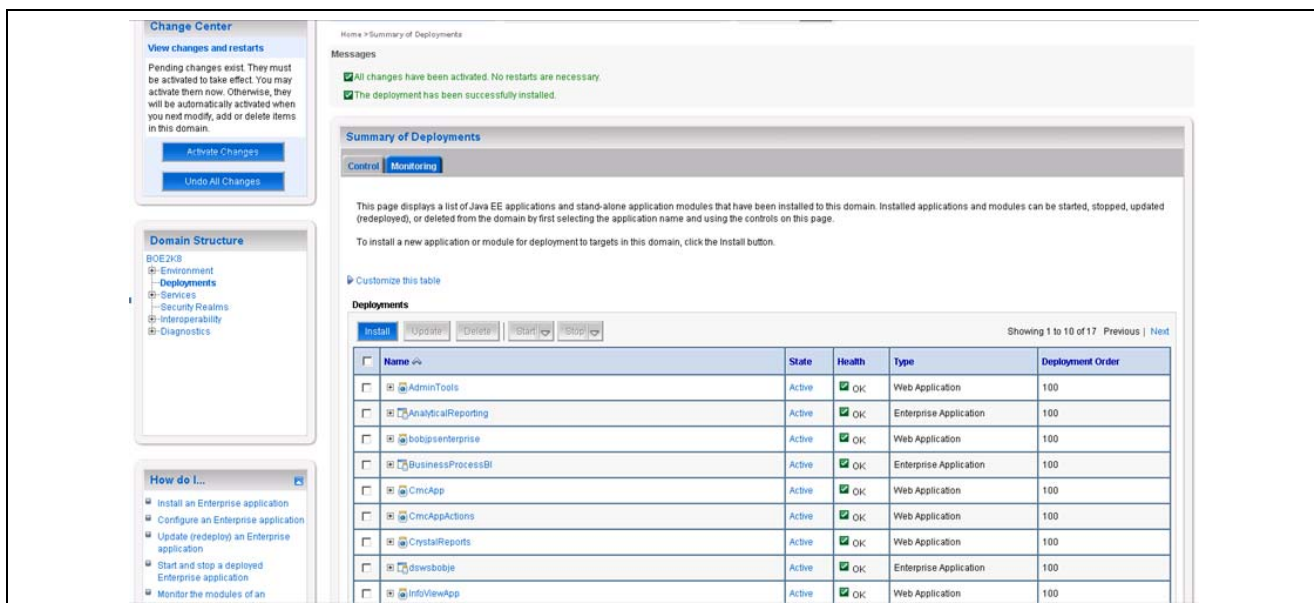 Change Center
View changes and restarts
Pending changes exist. They must
be activated to take effect. You may
activate them now. Otherwise, they
will be automatically activated when
you next modify, add or delete items
in this domain.
Activate Changes
Undo All Changes
Domain Structure
BOE2K8
Environment
Deployments
Services
Security Realms
Interoperability
Diagnostics
How do I...
Install an Enterprise application
Configure an Enterprise application
Update (redeploy) an Enterprise
application
Start and stop a deployed
Enterprise application
Monitor the modules of an
Home >Summary of Deployments
Messages
All changes have been activated. No restarts are necessary.
The deployment has been successfully installed.
Summary of Deployments
Control Monitoring
This page displays a list of Java EE applications and stand-alone application modules that have been installed to this domain. Installed applications and modules can be started, stopped, updated
(redeployed), or deleted from the domain by first selecting the application name and using the controls on this page.
To install a new application or module for deployment to targets in this domain, click the Install button.
Customize this table
Deployments
Install Update Delete Start Stop Showing 1 to 10 of 17 Previous | Next
Name State Health Type Deployment Order
AdminTools Active OK Web Application 100
AnalyticalReporting Active OK Enterprise Application 100
bobjpsenterprise Active OK Web Application 100
BusinessProcessBI Active OK Enterprise Application 100
CmcApp Active OK Web Application 100
CmcAppActions Active OK Web Application 100
CrystalReports Active OK Web Application 100
dswsbobje Active OK Enterprise Application 100
InfoViewApp Active OK Web Application 100